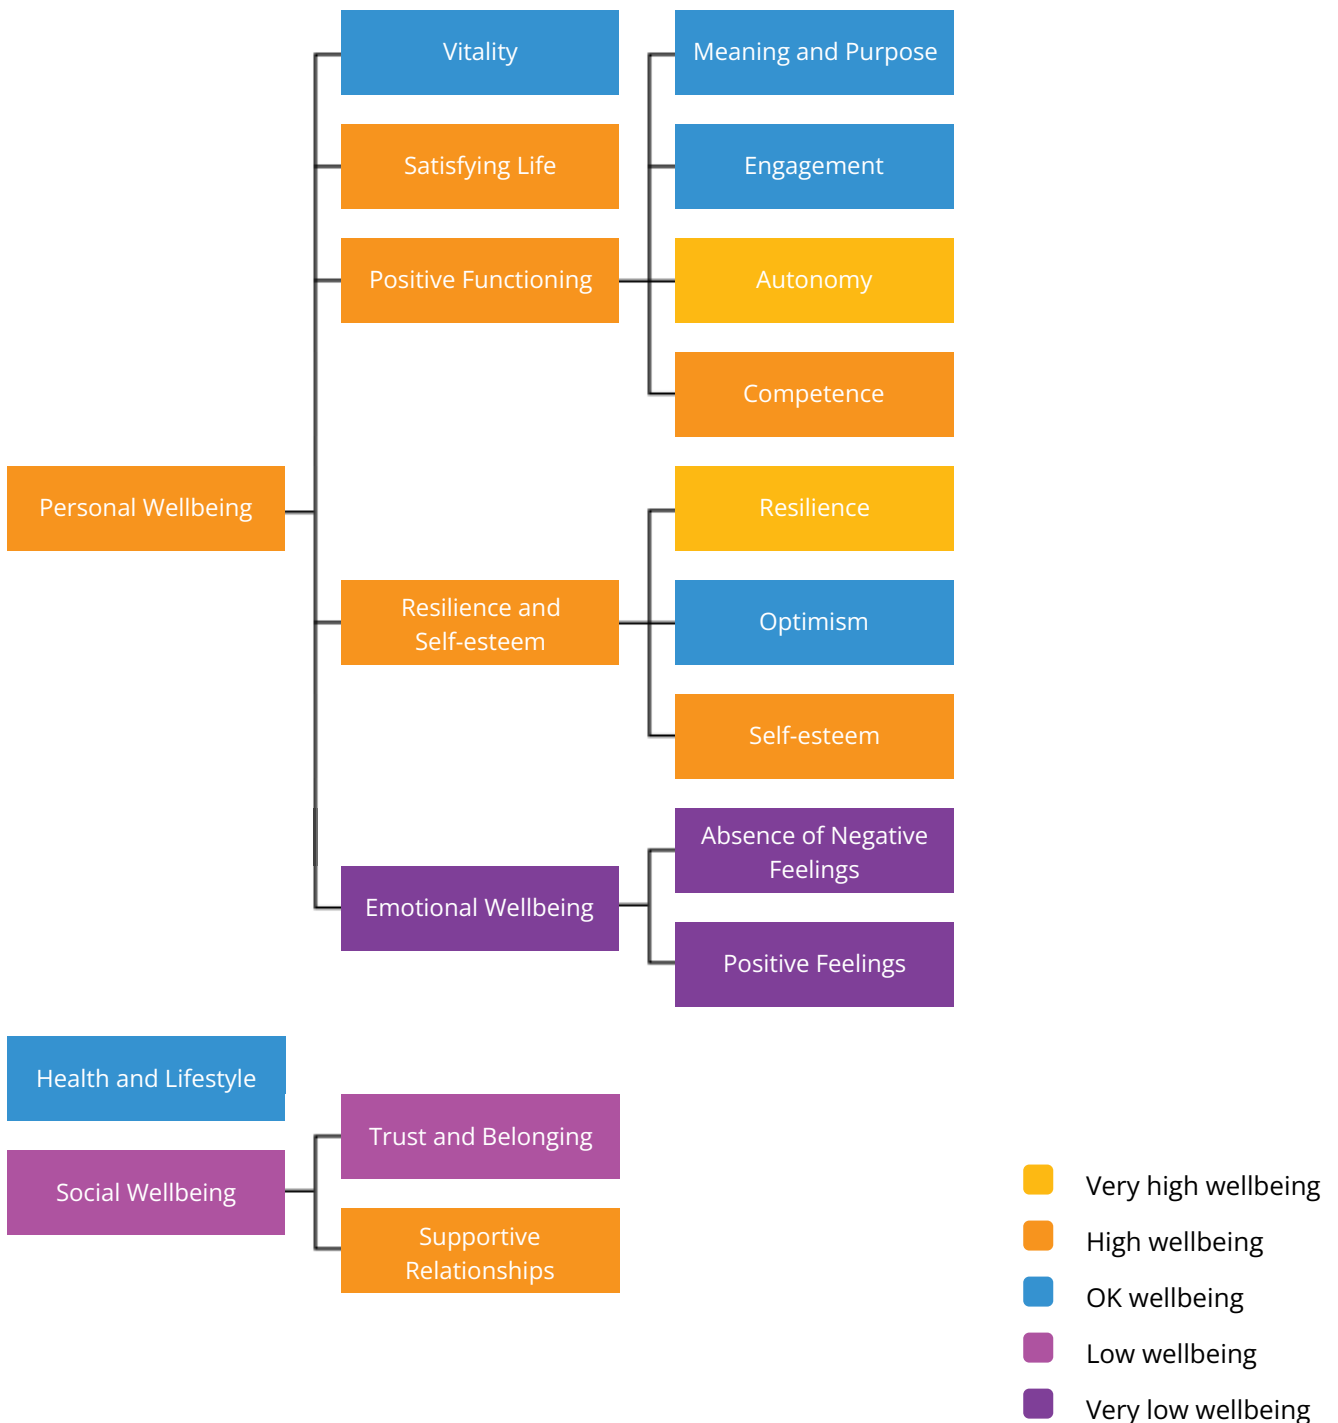 Vitality
Meaning and Purpose
Satisfying Life
Engagement
Positive Functioning
Autonomy
Competence
Personal Wellbeing
Resilience
Resilience and
Self-esteem
Optimism
Self-esteem
Absence of Negative
Feelings
Emotional Wellbeing
Positive Feelings
Health and Lifestyle
Trust and Belonging
Social Wellbeing
Supportive
Relationships
Very high wellbeing
High wellbeing
OK wellbeing
Low wellbeing
Very low wellbeing